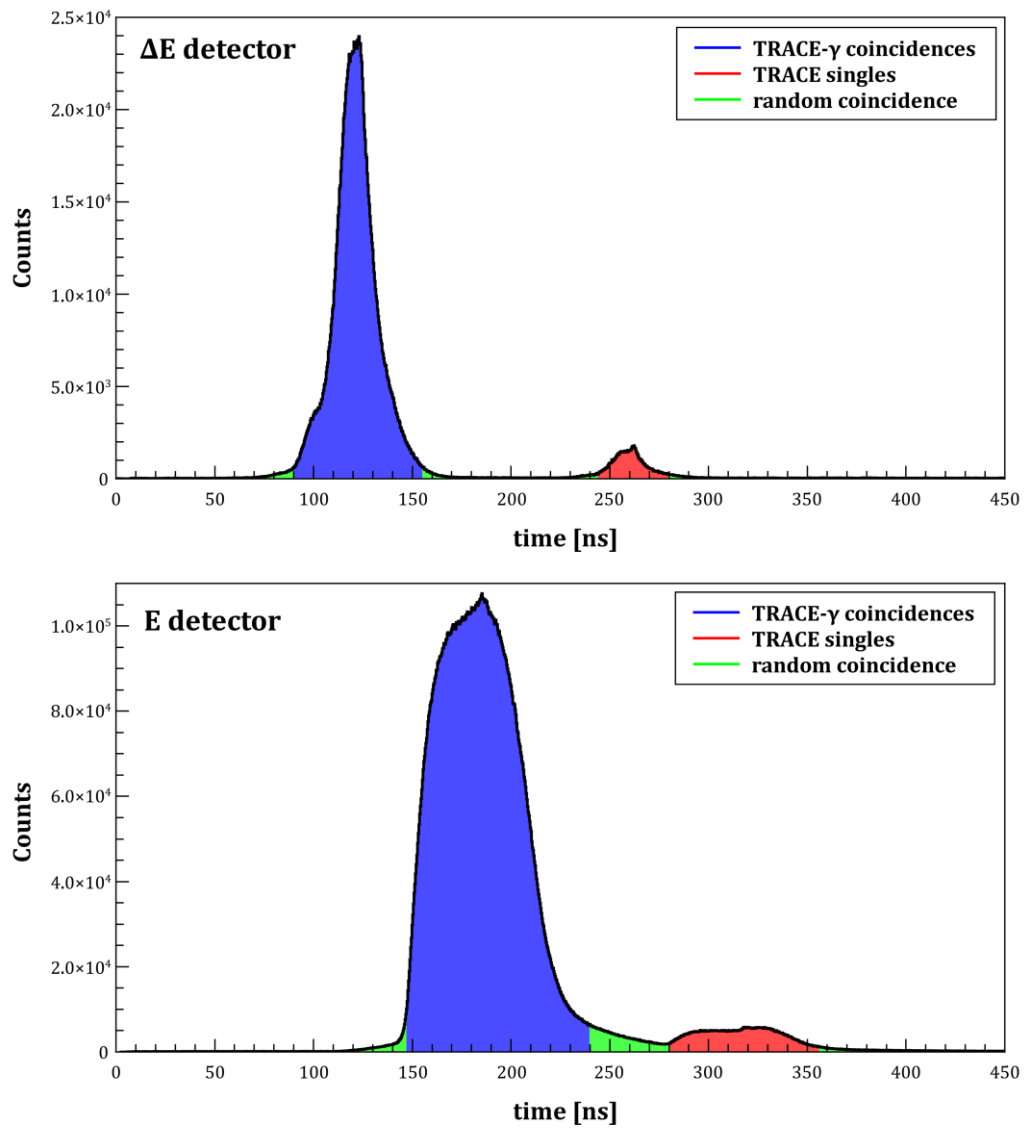 ΔE detector
TRACE-γ coincidences
TRACE singles
random coincidence
2.5×10⁴
2.0×10⁴
1.5×10⁴
1.0×10⁴
5.0×10³
0
Counts
0 50 100 150 200 250 300 350 400 450
time [ns]
E detector
TRACE-γ coincidences
TRACE singles
random coincidence
1.0×10⁵
8.0×10⁴
6.0×10⁴
4.0×10⁴
2.0×10⁴
0
Counts
0 50 100 150 200 250 300 350 400 450
time [ns]